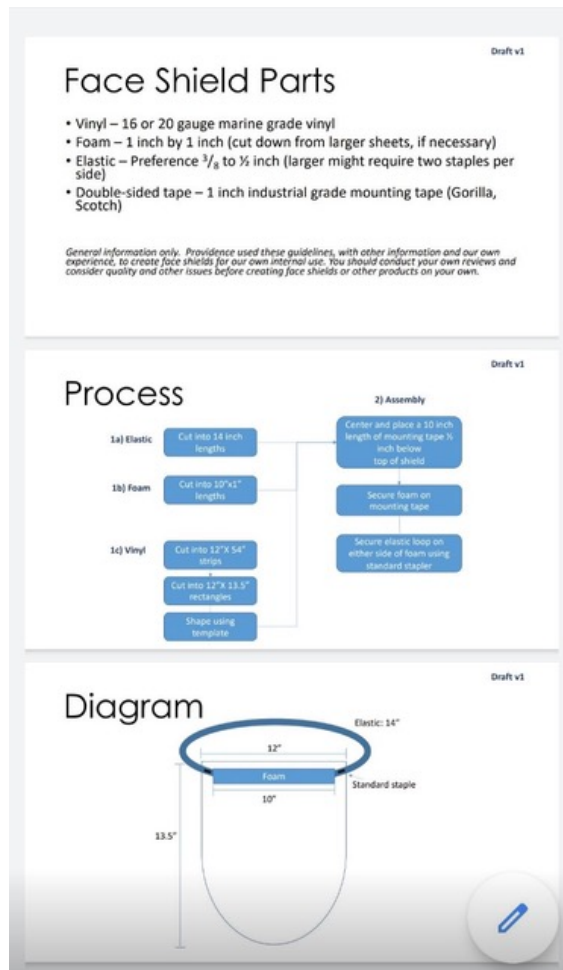 Draft v1
Face Shield Parts
• Vinyl – 16 or 20 gauge marine grade vinyl
• Foam – 1 inch by 1 inch (cut down from larger sheets, if necessary)
• Elastic – Preference ³/₈ to ½ inch (larger might require two staples per
side)
• Double-sided tape – 1 inch industrial grade mounting tape (Gorilla,
Scotch)
General information only. Providence used these guidelines, with other information and our own
experience, to create face shields for our own internal use. You should conduct your own reviews and
consider quality and other issues before creating face shields or other products on your own.
Draft v1
Process
1a) Elastic
Cut into 14 inch
lengths
1b) Foam
Cut into 10"x1"
lengths
1c) Vinyl
Cut into 12"X 54"
strips
Cut into 12"X 13.5"
rectangles
Shape using
template
2) Assembly
Center and place a 10 inch
length of mounting tape ½
inch below
top of shield
Secure foam on
mounting tape
Secure elastic loop on
either side of foam using
standard stapler
Draft v1
Diagram
Elastic: 14"
12"
Foam
Standard staple
10"
13.5"